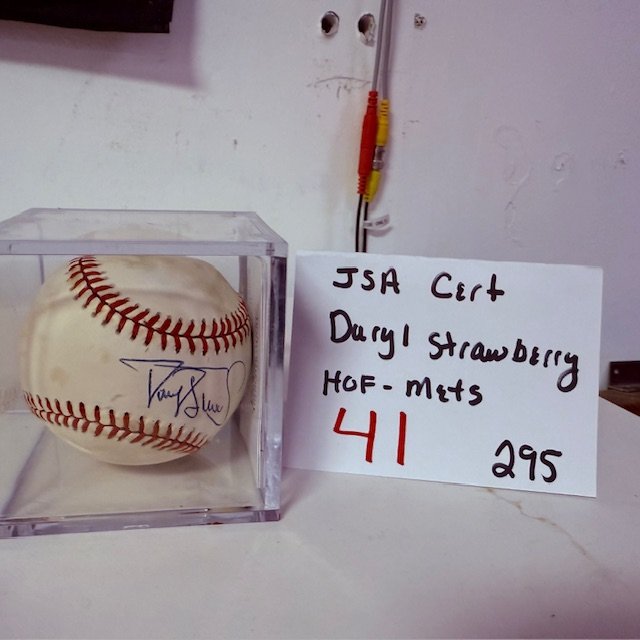 JSA Cert
Daryl Strawberry
HOF - Mets
41
295